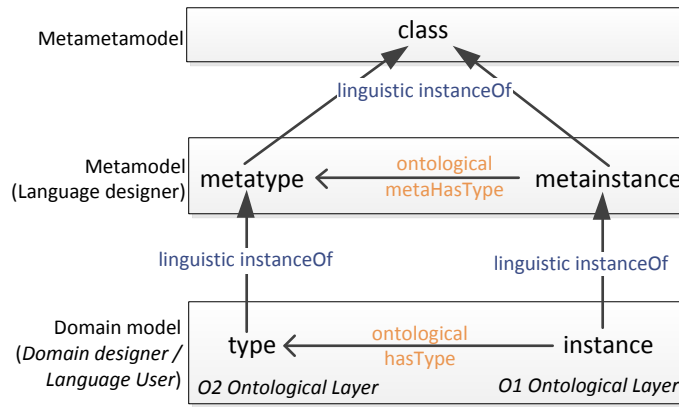 Metametamodel
class
linguistic instanceOf
Metamodel
(Language designer)
metatype
ontological
metaHasType
metainstance
linguistic instanceOf
linguistic instanceOf
Domain model
(Domain designer /
Language User)
type
ontological
hasType
instance
O2 Ontological Layer
O1 Ontological Layer